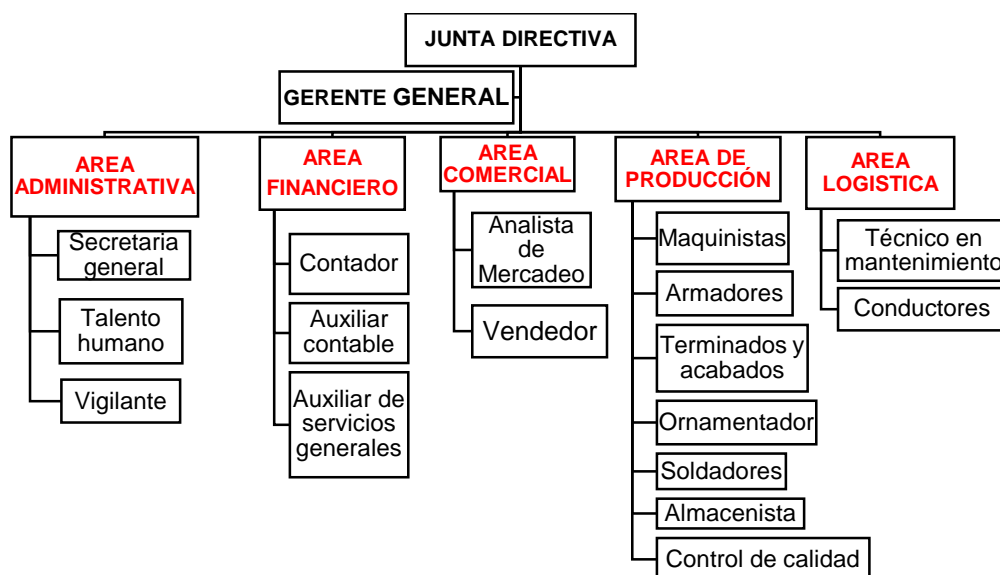 JUNTA DIRECTIVA
GERENTE GENERAL
AREA
ADMINISTRATIVA
Secretaria
general
Talento
humano
Vigilante
AREA
FINANCIERO
Contador
Auxiliar
contable
Auxiliar de
servicios
generales
AREA
COMERCIAL
Analista
de
Mercadeo
Vendedor
AREA DE
PRODUCCIÓN
Maquinistas
Armadores
Terminados y
acabados
Ornamentador
Soldadores
Almacenista
Control de calidad
AREA
LOGISTICA
Técnico en
mantenimiento
Conductores